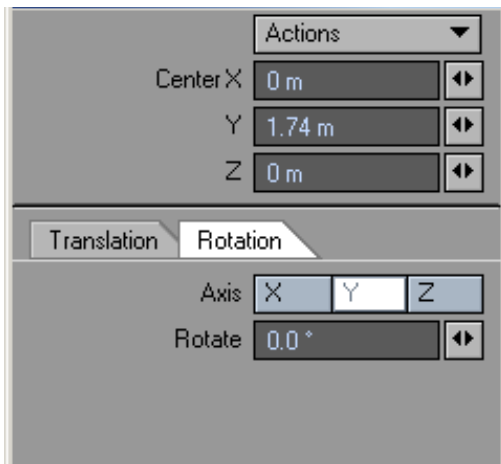 Actions
Center X 0 m
Y 1.74 m
Z 0 m
Translation Rotation
Axis X Y Z
Rotate 0.0 °